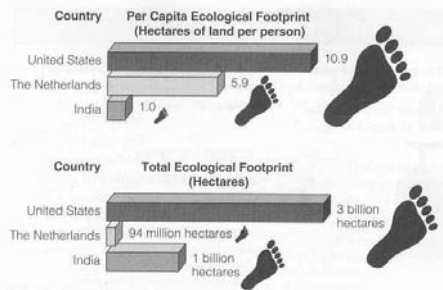 Country Per Capita Ecological Footprint
(Hectares of land per person)
United States 10.9
The Netherlands 5.9
India 1.0
Country Total Ecological Footprint
(Hectares)
United States 3 billion
hectares
The Netherlands 94 million hectares
India 1 billion
hectares